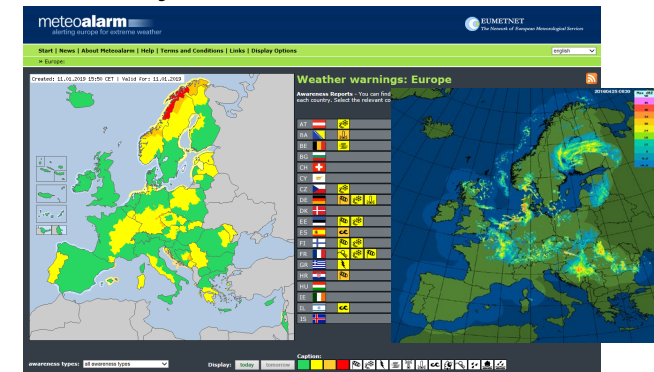 meteoalarm
alerting europe for extreme weather
EUMETNET
The Network of European Meteorological Services
Start | News | About Meteoalarm | Help | Terms and Conditions | Links | Display Options
english
» Europe:
Created: 11.01.2019 15:50 CET | Valid for: 11.01.2019
Weather warnings: Europe
Awareness Reports - You can find
each country. Select the relevant co
AT
BA
BE
BG
CH
CY
CZ
DE
DK
EE
ES
FI
FR
GR
HR
HU
IE
IL
IS
awareness types:
all awareness types
Display:
today
tomorrow
Caption: